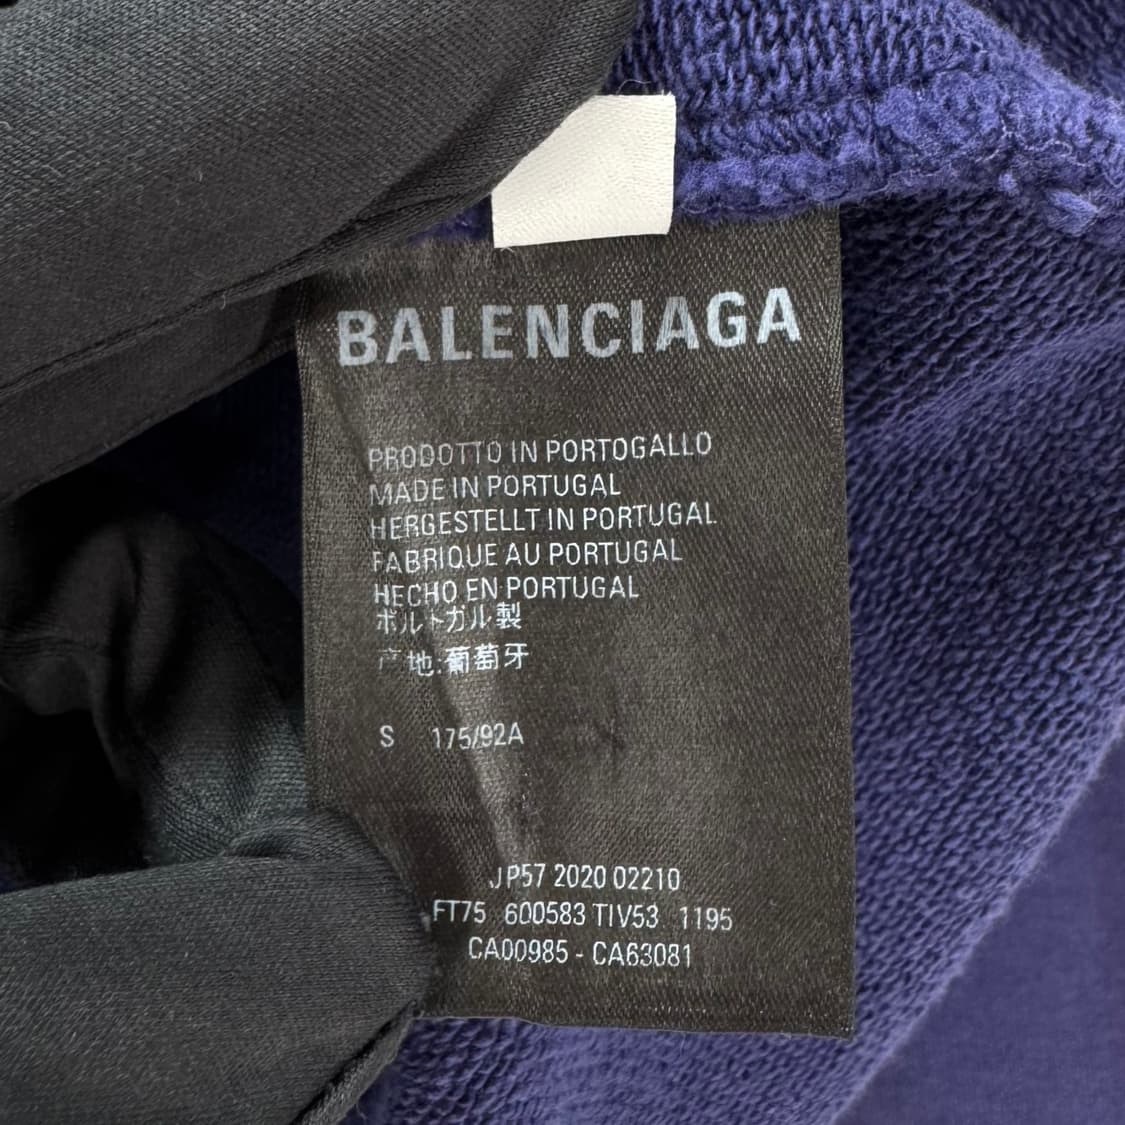 BALENCIAGA
PRODOTTO IN PORTOGALLO
MADE IN PORTUGAL
HERGESTELLT IN PORTUGAL
FABRIQUE AU PORTUGAL
HECHO EN PORTUGAL
ポルトガル製
产地:葡萄牙
S 175/92A
JP57 2020 02210
FT75 600583 TIV53 1195
CA00985 - CA63081